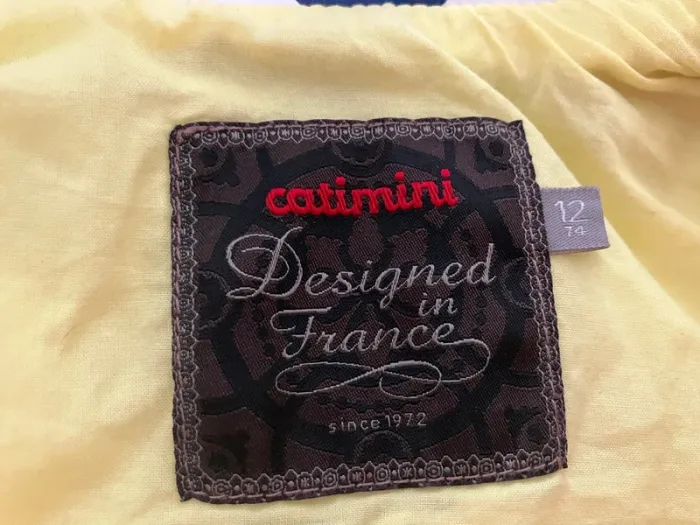 catimini
Designed
in
France
since 1972
12
74